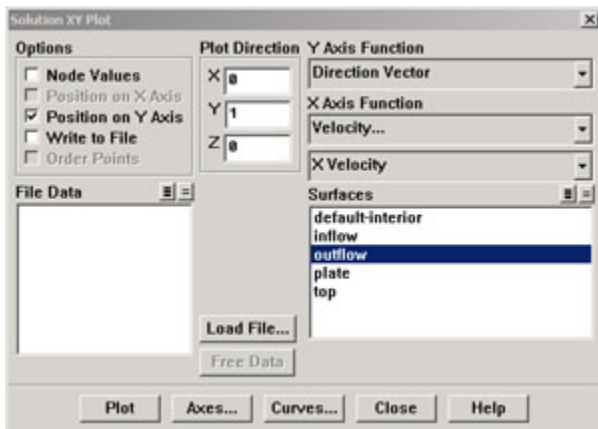 Solution XY Plot
Options
Node Values
Position on X Axis
Position on Y Axis
Write to File
Order Points
Plot Direction
X 0
Y 1
Z 0
Y Axis Function
Direction Vector
X Axis Function
Velocity...
X Velocity
File Data
Surfaces
default-interior
inflow
outflow
plate
top
Load File...
Free Data
Plot
Axes...
Curves...
Close
Help